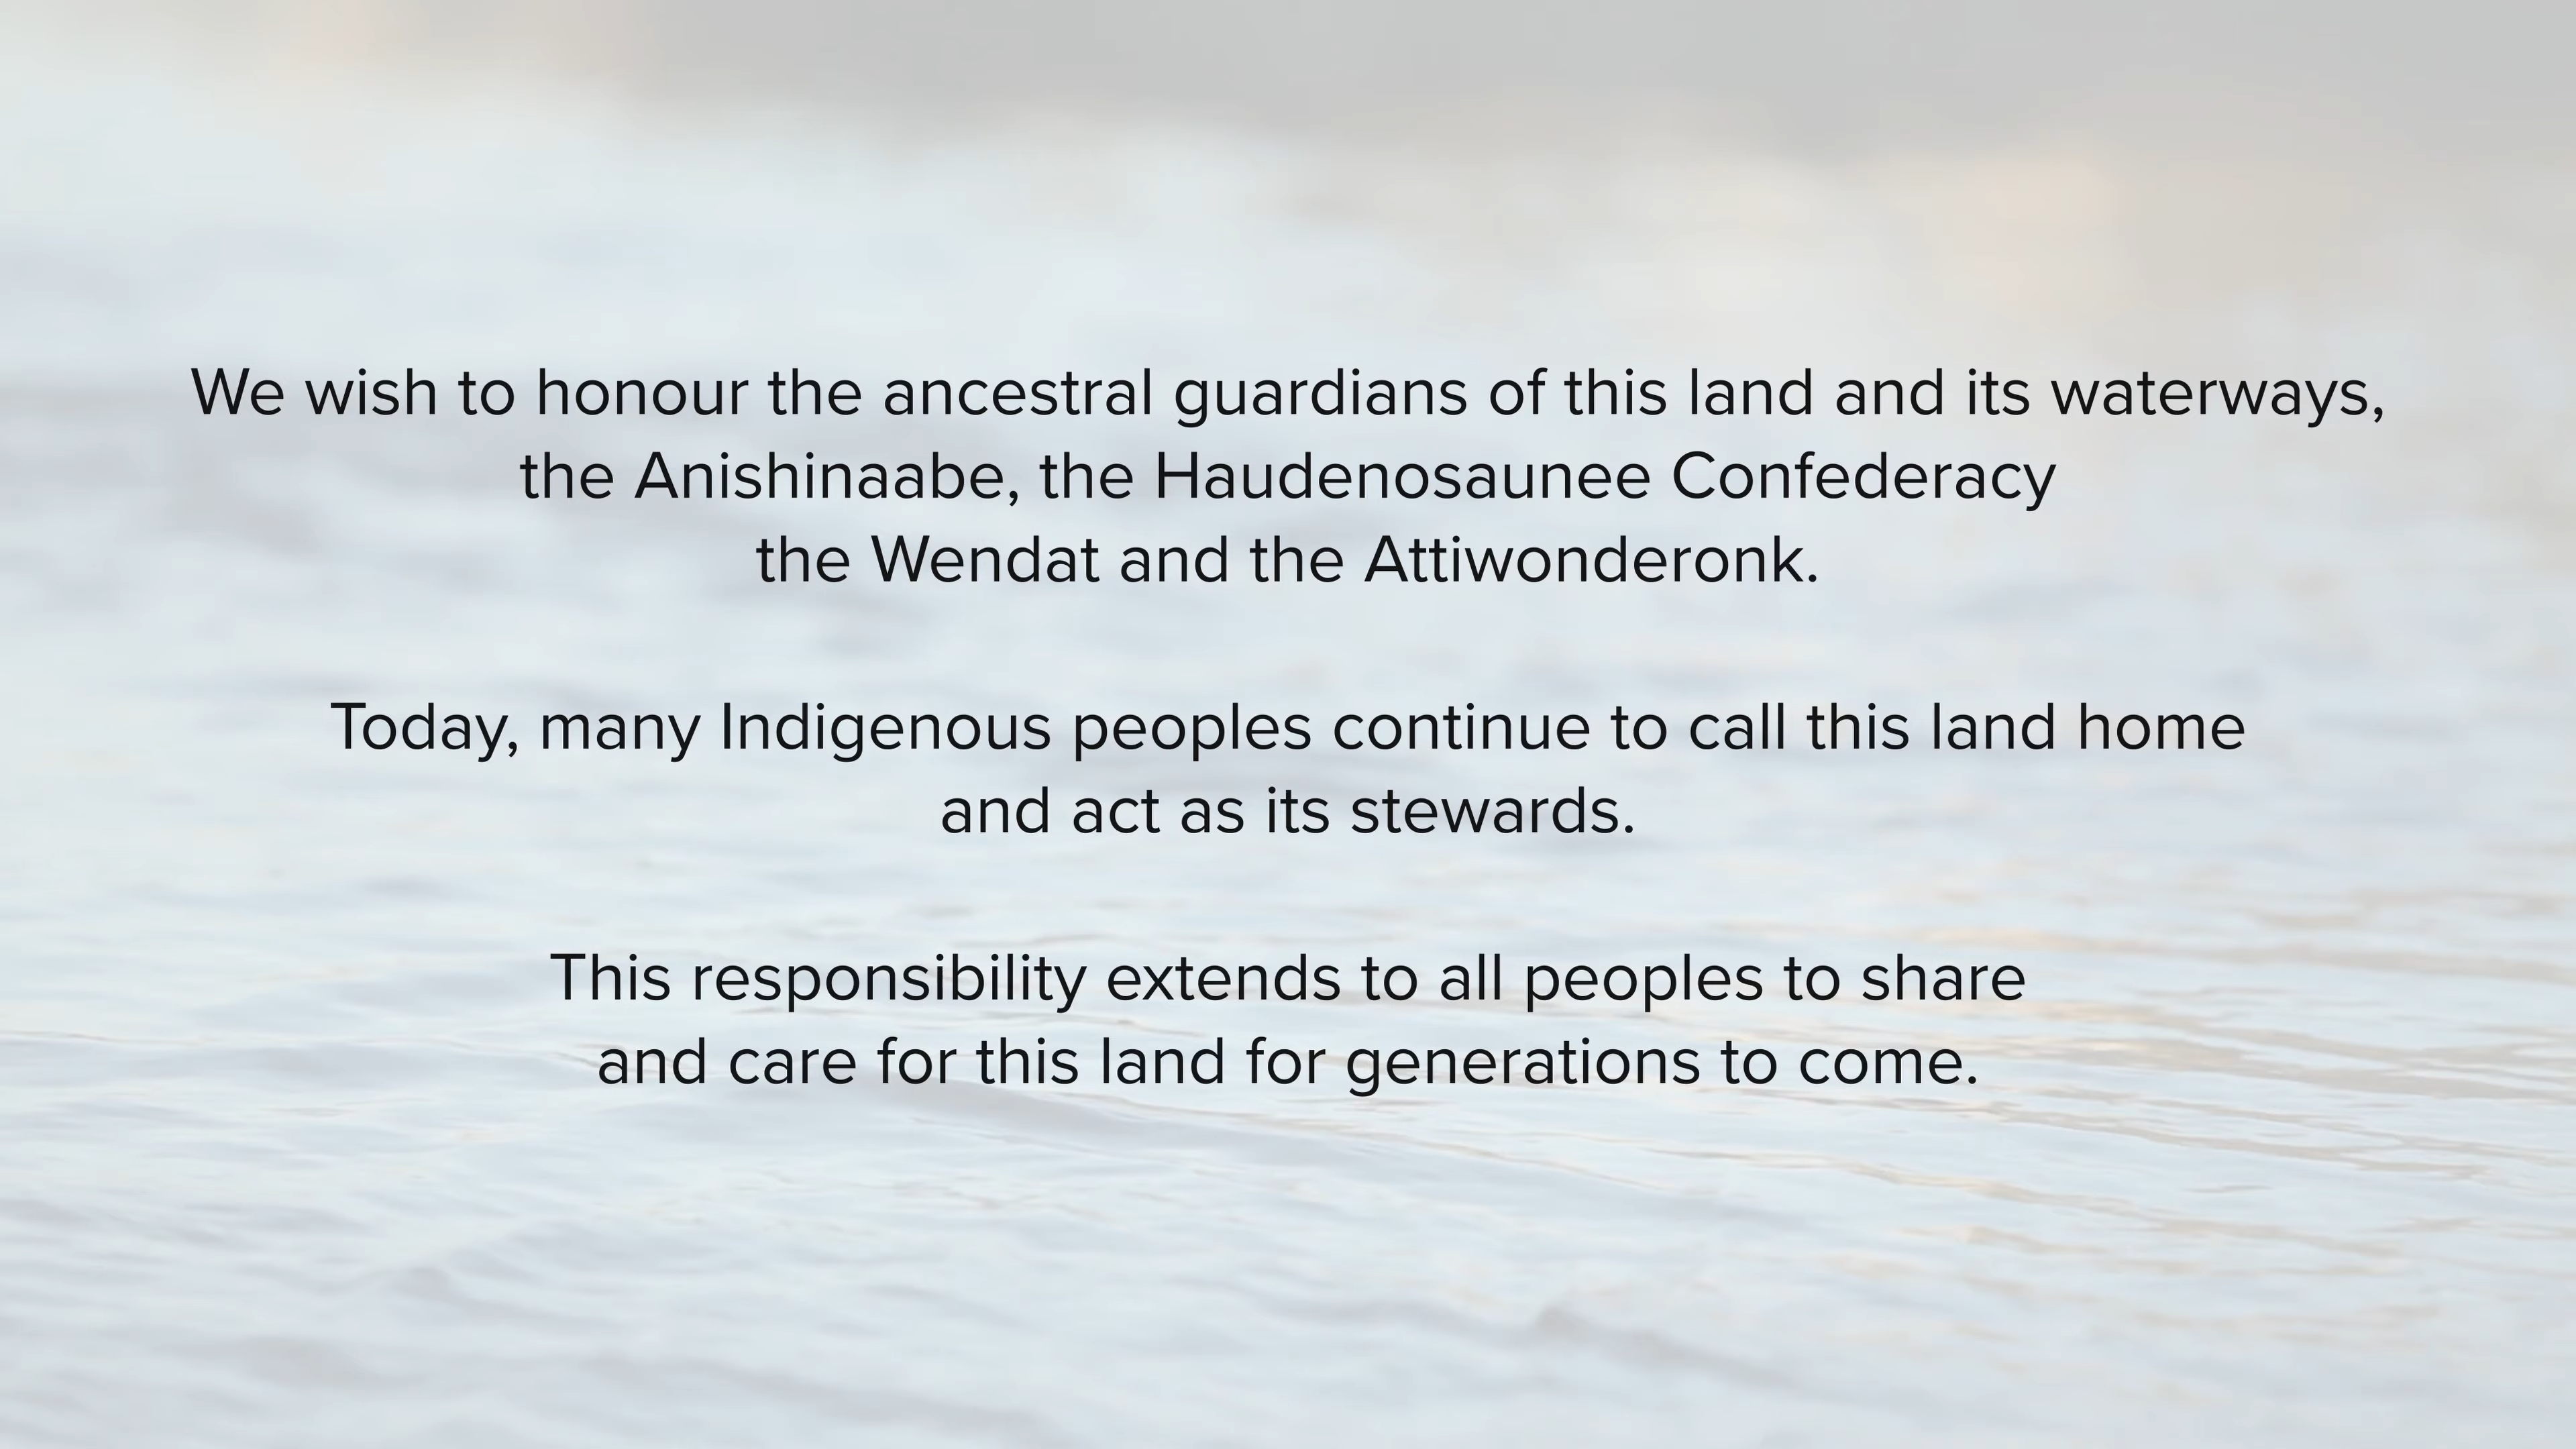 We wish to honour the ancestral guardians of this land and its waterways,
the Anishinaabe, the Haudenosaunee Confederacy
the Wendat and the Attiwonderonk.
Today, many Indigenous peoples continue to call this land home
and act as its stewards.
This responsibility extends to all peoples to share
and care for this land for generations to come.